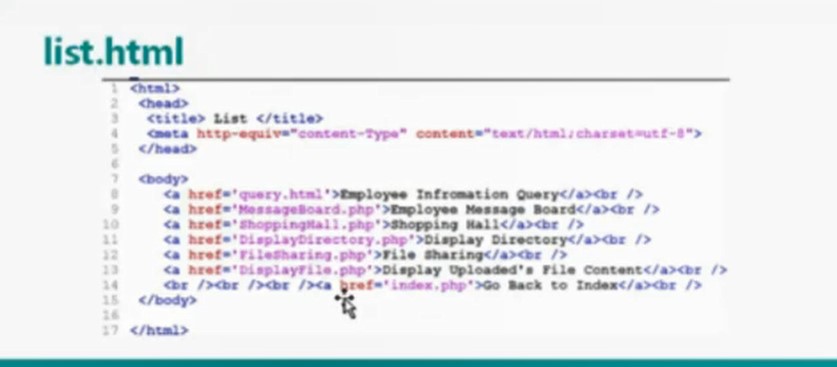 list.html
1 <html>
2 <head>
3 <title> List </title>
4 <meta http-equiv="content-Type" content="text/html;charset=utf-8">
5 </head>
6
7 <body>
8 <a href='query.html'>Employee Infromation Query</a><br />
9 <a href='MessageBoard.php'>Employee Message Board</a><br />
10 <a href='ShoppingHall.php'>Shopping Hall</a><br />
11 <a href='DisplayDirectory.php'>Display Directory</a><br />
12 <a href='FileSharing.php'>File Sharing</a><br />
13 <a href='DisplayFile.php'>Display Uploaded's File Content</a><br />
14 <br /><br /><br /><a href='index.php'>Go Back to Index</a><br />
15 </body>
16
17 </html>